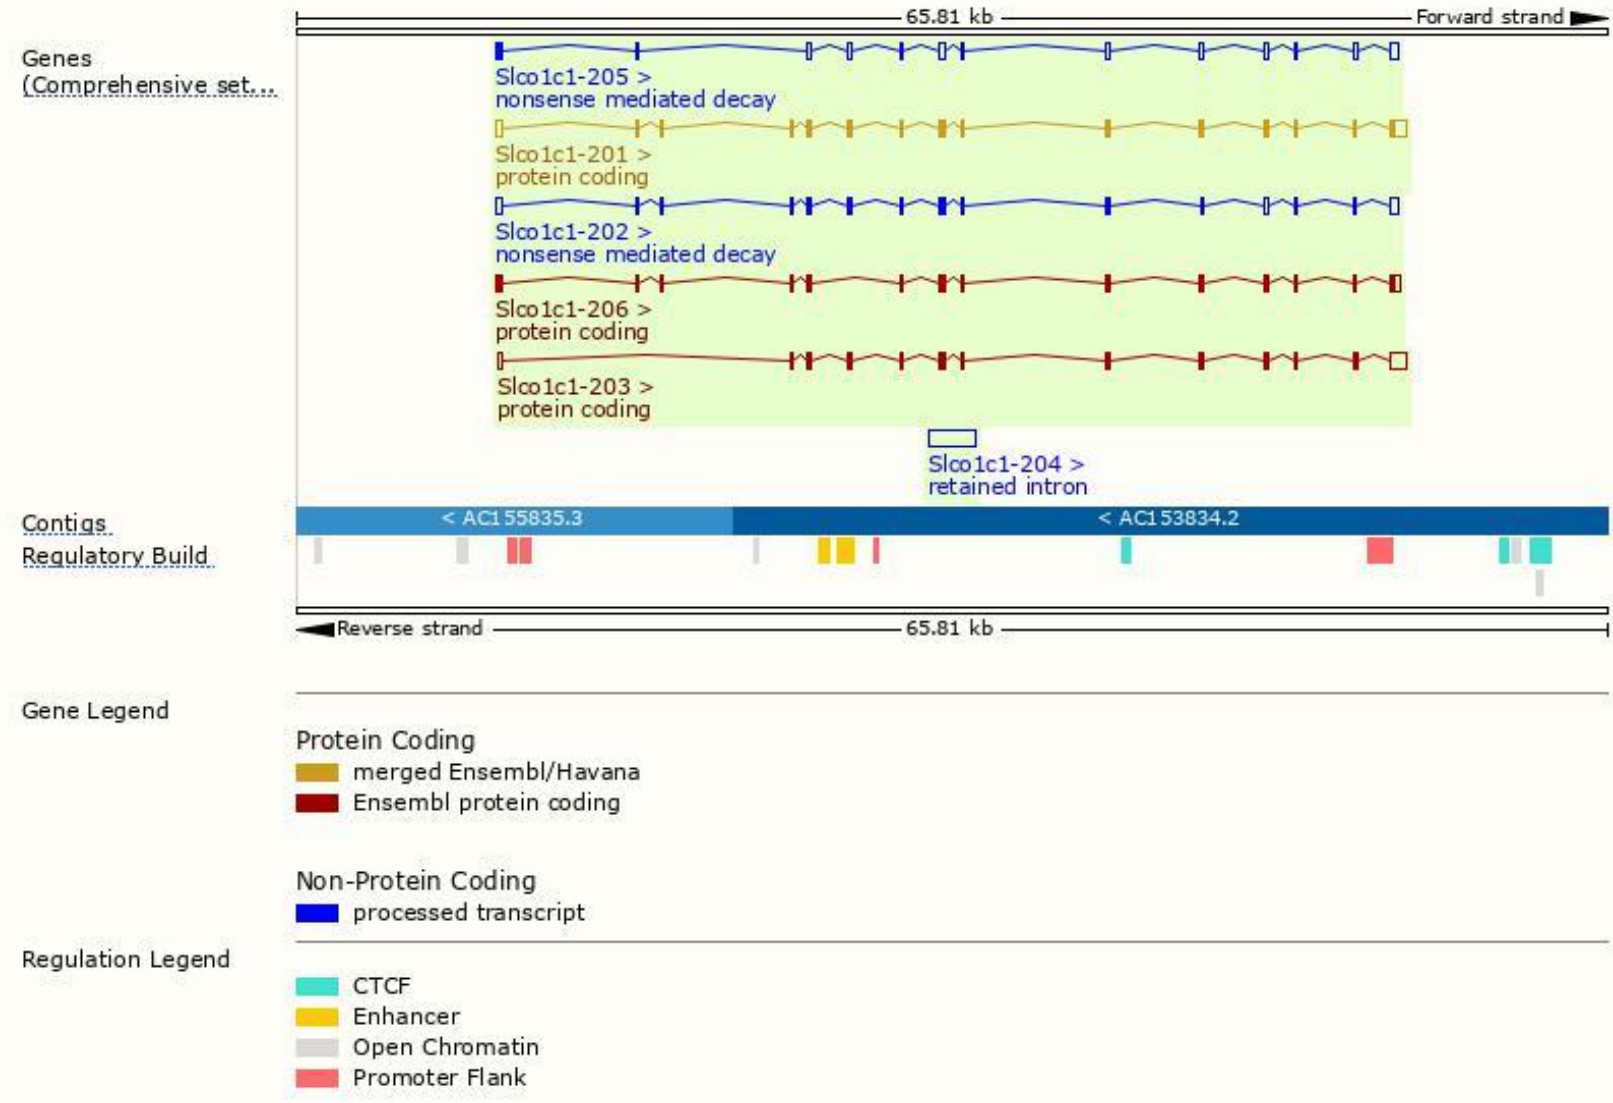 65.81 kb Forward strand
Genes
(Comprehensive set...
Slco1c1-205 >
nonsense mediated decay
Slco1c1-201 >
protein coding
Slco1c1-202 >
nonsense mediated decay
Slco1c1-206 >
protein coding
Slco1c1-203 >
protein coding
Slco1c1-204 >
retained intron
Contigs
< AC155835.3 < AC153834.2
Regulatory Build
Reverse strand 65.81 kb
Gene Legend
Protein Coding
merged Ensembl/Havana
Ensembl protein coding
Non-Protein Coding
processed transcript
Regulation Legend
CTCF
Enhancer
Open Chromatin
Promoter Flank